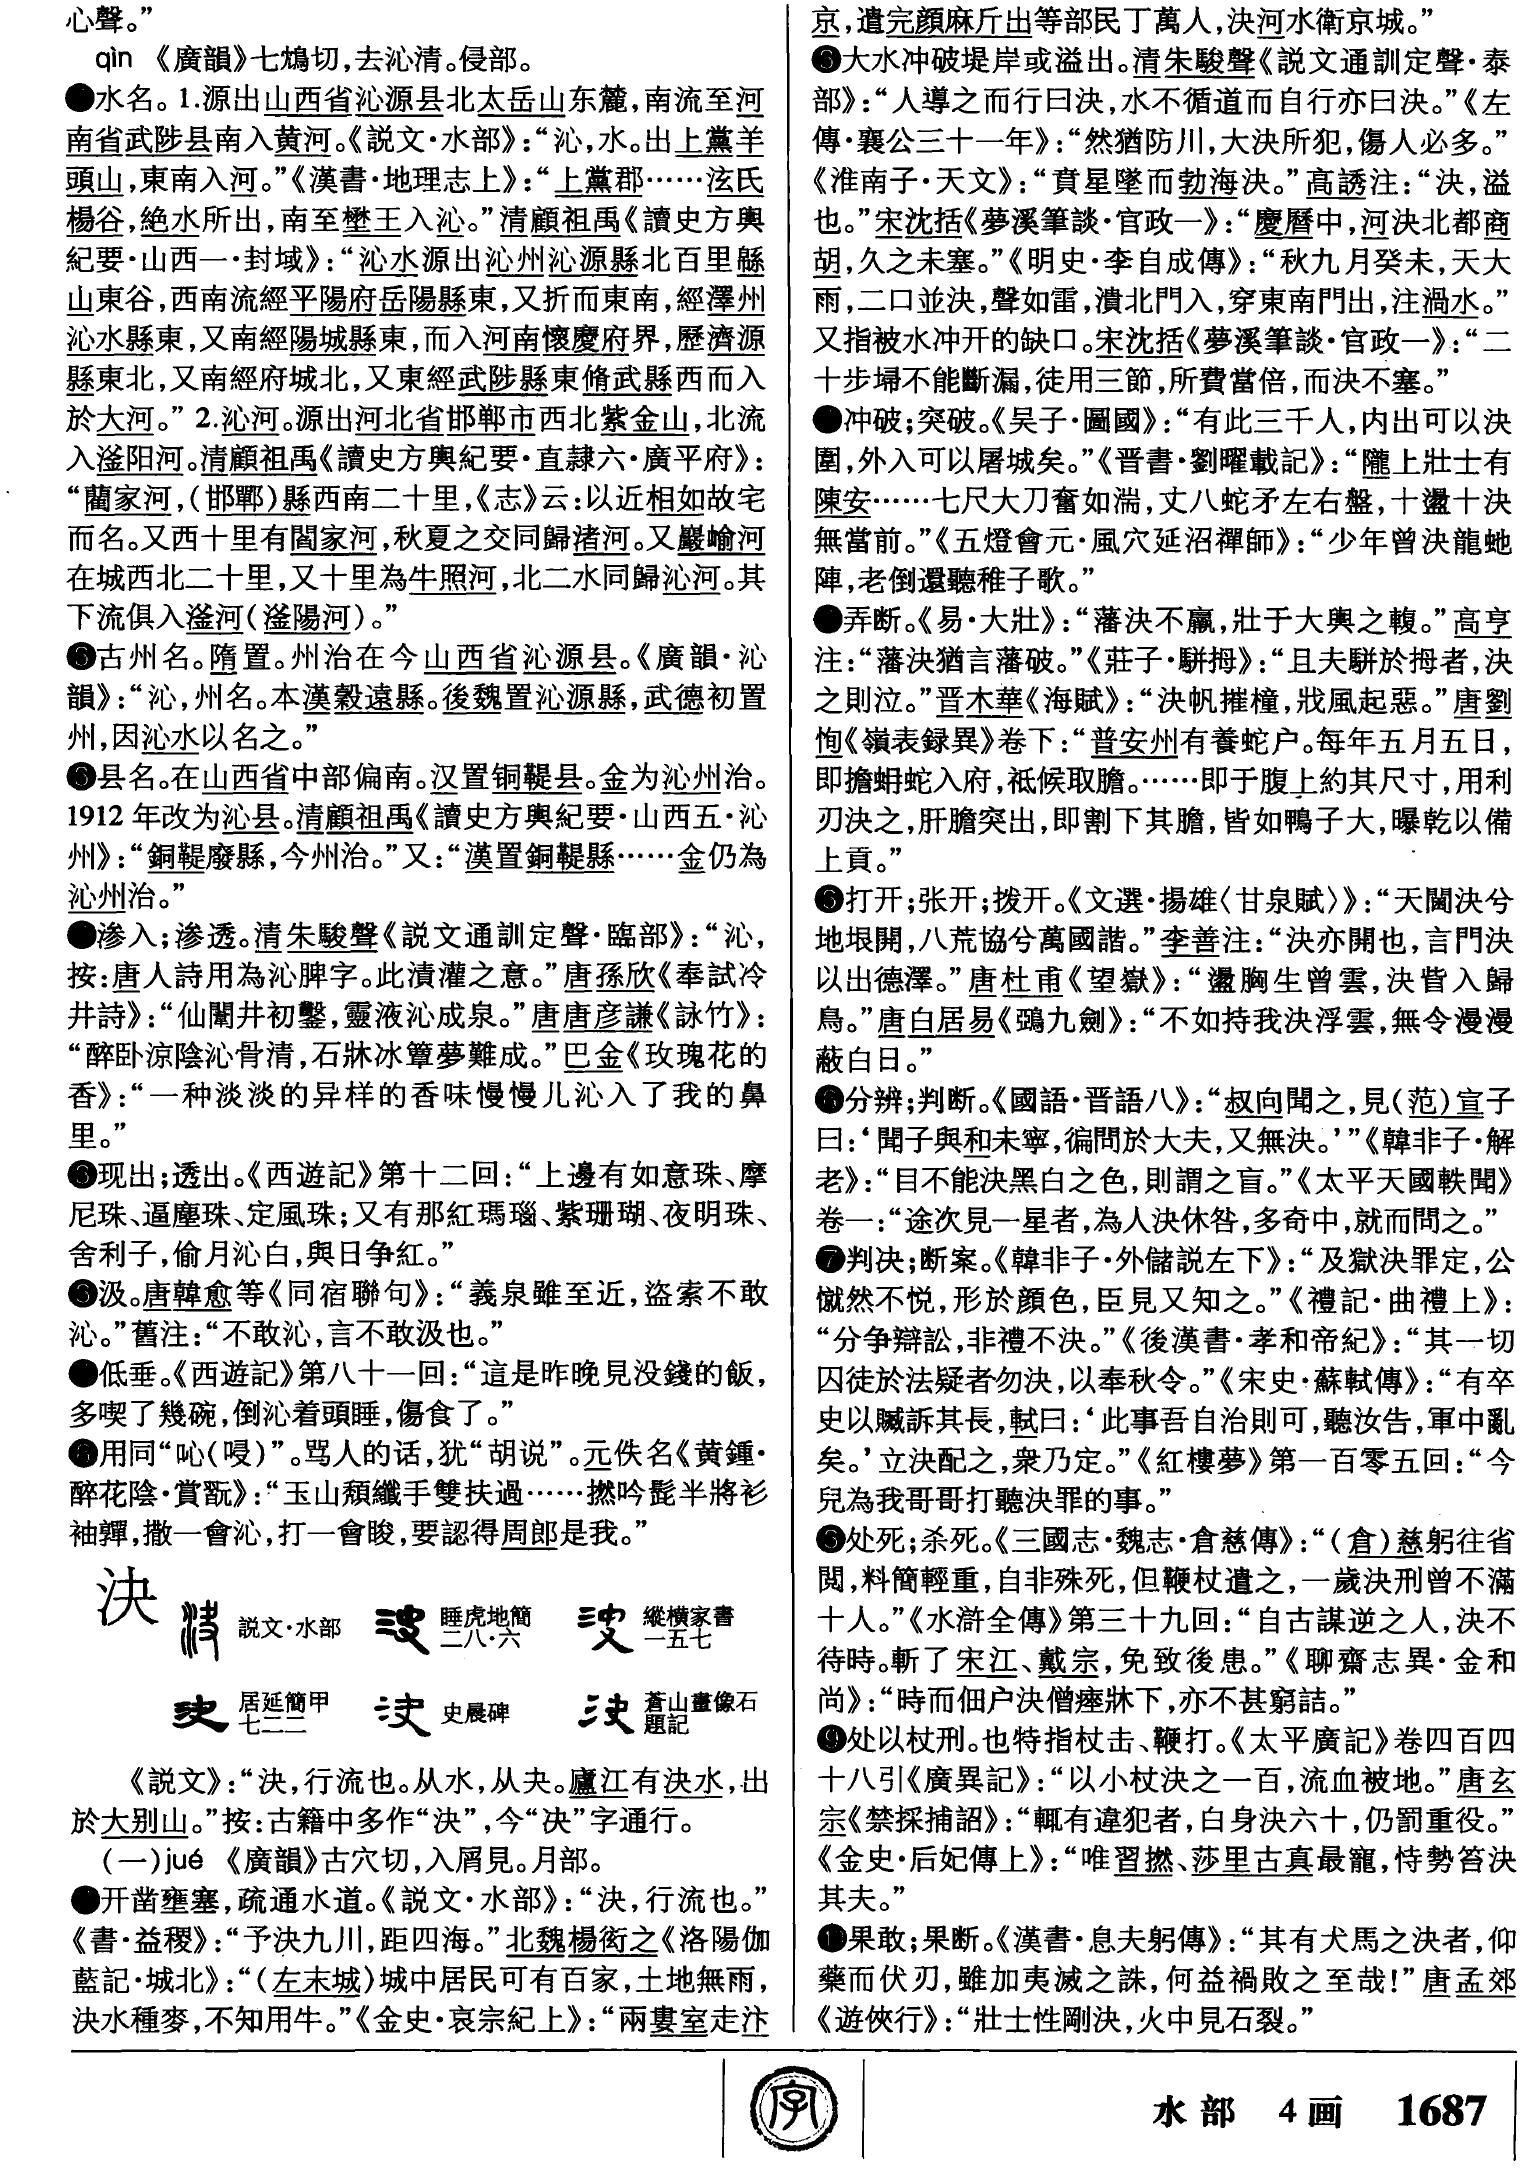 心聲。”
qìn 《廣韻》七鴆切，去沁清。侵部。
水名。1.源出山西省沁源县北太岳山东麓，南流至河
南省武陟县南入黄河。《説文·水部》：“沁，水。出上黨羊
頭山，東南入河。”《漢書·地理志上》：“上黨郡……泫氏
楊谷，絶水所出，南至壄王入沁。”清顧祖禹《讀史方輿
紀要·山西一·封域》：“沁水源出沁州沁源縣北百里緜
山東谷，西南流經平陽府岳陽縣東，又折而東南，經澤州
沁水縣東，又南經陽城縣東，而入河南懷慶府界，歷濟源
縣東北，又南經府城北，又東經武陟縣東脩武縣西而入
於大河。” 2.沁河。源出河北省邯郸市西北紫金山，北流
入滏阳河。清顧祖禹《讀史方輿紀要·直隸六·廣平府》：
“藺家河，（邯鄲）縣西南二十里，《志》云：以近相如故宅
而名。又西十里有閻家河，秋夏之交同歸渚河。又巖崳河
在城西北二十里，又十里為牛照河，北二水同歸沁河。其
下流俱入滏河（滏陽河）。”
❸古州名。隋置。州治在今山西省沁源县。《廣韻·沁
韻》：“沁，州名。本漢穀遠縣。後魏置沁源縣，武德初置
州，因沁水以名之。”
❸县名。在山西省中部偏南。汉置铜鞮县。金为沁州治。
1912年改为沁县。清顧祖禹《讀史方輿紀要·山西五·沁
州》：“銅鞮廢縣，今州治。”又：“漢置銅鞮縣……金仍為
沁州治。”
渗入；渗透。清朱駿聲《説文通訓定聲·臨部》：“沁，
按：唐人詩用為沁脾字。此漬灌之意。”唐孫欣《奉試冷
井詩》：“仙闈井初鑿，靈液沁成泉。”唐唐彦謙《詠竹》：
“醉卧涼陰沁骨清，石牀冰簟夢難成。”巴金《玫瑰花的
香》：“一种淡淡的异样的香味慢慢儿沁入了我的鼻
里。”
❸现出；透出。《西遊記》第十二回：“上邊有如意珠、摩
尼珠、逼塵珠、定風珠；又有那紅瑪瑙、紫珊瑚、夜明珠、
舍利子，偷月沁白，與日争紅。”
❸汲。唐韓愈等《同宿聯句》：“義泉雖至近，盜索不敢
沁。”舊注：“不敢沁，言不敢汲也。”
低垂。《西遊記》第八十一回：“這是昨晚見没錢的飯，
多喫了幾碗，倒沁着頭睡，傷食了。”
❽用同“吣（唚）”。骂人的话，犹“胡说”。元佚名《黄鍾·
醉花陰·賞翫》：“玉山頹纖手雙扶過……撚吟髭半將衫
袖嚲，撒一會沁，打一會唆，要認得周郎是我。”
決
説文·水部 睡虎地簡二八·六 縱横家書一五七
居延簡甲七二二 史晨碑 蒼山畫像石題記
《説文》：“決，行流也。从水，从夬。廬江有決水，出
於大别山。”按：古籍中多作“決”，今“决”字通行。
(一)jué 《廣韻》古穴切，入屑見。月部。
开凿壅塞，疏通水道。《説文·水部》：“決，行流也。”
《書·益稷》：“予決九川，距四海。”北魏楊衒之《洛陽伽
藍記·城北》：“（左末城）城中居民可有百家，土地無雨，
決水種麥，不知用牛。”《金史·哀宗紀上》：“兩婁室走汴
京，遣完顔麻斤出等部民丁萬人，決河水衛京城。”
❸大水冲破堤岸或溢出。清朱駿聲《説文通訓定聲·泰
部》：“人導之而行曰決，水不循道而自行亦曰決。”《左
傳·襄公三十一年》：“然猶防川，大決所犯，傷人必多。”
《淮南子·天文》：“賁星墜而勃海決。”高誘注：“決，溢
也。”宋沈括《夢溪筆談·官政一》：“慶曆中，河決北都商
胡，久之未塞。”《明史·李自成傳》：“秋九月癸未，天大
雨，二口並決，聲如雷，潰北門入，穿東南門出，注渦水。”
又指被水冲开的缺口。宋沈括《夢溪筆談·官政一》：“二
十步埽不能斷漏，徒用三節，所費當倍，而決不塞。”
冲破；突破。《吴子·圖國》：“有此三千人，内出可以決
圍，外入可以屠城矣。”《晋書·劉曜載記》：“隴上壯士有
陳安……七尺大刀奮如湍，丈八蛇矛左右盤，十盪十決
無當前。”《五燈會元·風穴延沼禪師》：“少年曾決龍虵
陣，老倒還聽稚子歌。”
弄断。《易·大壯》：“藩決不羸，壯于大輿之輹。”高亨
注：“藩決猶言藩破。”《莊子·駢拇》：“且夫駢於拇者，決
之則泣。”晋木華《海賦》：“決帆摧橦，戕風起惡。”唐劉
恂《嶺表録異》卷下：“普安州有養蛇户。每年五月五日，
即擔蚺蛇入府，祇候取膽。……即于腹上約其尺寸，用利
刃決之，肝膽突出，即割下其膽，皆如鴨子大，曝乾以備
上貢。”
❺打开；张开；拨开。《文選·揚雄〈甘泉賦〉》：“天閫決兮
地垠開，八荒協兮萬國諧。”李善注：“決亦開也，言門決
以出德澤。”唐杜甫《望嶽》：“盪胸生曾雲，決眥入歸
鳥。”唐白居易《鵶九劍》：“不如持我決浮雲，無令漫漫
蔽白日。”
❻分辨；判断。《國語·晋語八》：“叔向聞之，見（范）宣子
曰：‘聞子與和未寧，徧問於大夫，又無決。’”《韓非子·解
老》：“目不能決黑白之色，則謂之盲。”《太平天國軼聞》
卷一：“途次見一星者，為人決休咎，多奇中，就而問之。”
❼判决；断案。《韓非子·外儲説左下》：“及獄決罪定，公
憱然不悦，形於顔色，臣見又知之。”《禮記·曲禮上》：
“分争辯訟，非禮不決。”《後漢書·孝和帝紀》：“其一切
囚徒於法疑者勿決，以奉秋令。”《宋史·蘇軾傳》：“有卒
史以贓訴其長，軾曰：‘此事吾自治則可，聽汝告，軍中亂
矣。’立決配之，衆乃定。”《紅樓夢》第一百零五回：“今
兒為我哥哥打聽決罪的事。”
❽处死；杀死。《三國志·魏志·倉慈傳》：“（倉）慈躬往省
閲，料簡輕重，自非殊死，但鞭杖遣之，一歲決刑曾不滿
十人。”《水滸全傳》第三十九回：“自古謀逆之人，決不
待時。斬了宋江、戴宗，免致後患。”《聊齋志異·金和
尚》：“時而佃户決僧瘞牀下，亦不甚窮詰。”
❾处以杖刑。也特指杖击、鞭打。《太平廣記》卷四百四
十八引《廣異記》：“以小杖決之一百，流血被地。”唐玄
宗《禁採捕詔》：“輒有違犯者，白身決六十，仍罰重役。”
《金史·后妃傳上》：“唯習撚、莎里古真最寵，恃勢笞決
其夫。”
❶果敢；果断。《漢書·息夫躬傳》：“其有犬馬之決者，仰
藥而伏刃，雖加夷滅之誅，何益禍敗之至哉！”唐孟郊
《遊俠行》：“壯士性剛決，火中見石裂。”
字
水部 4画 1687